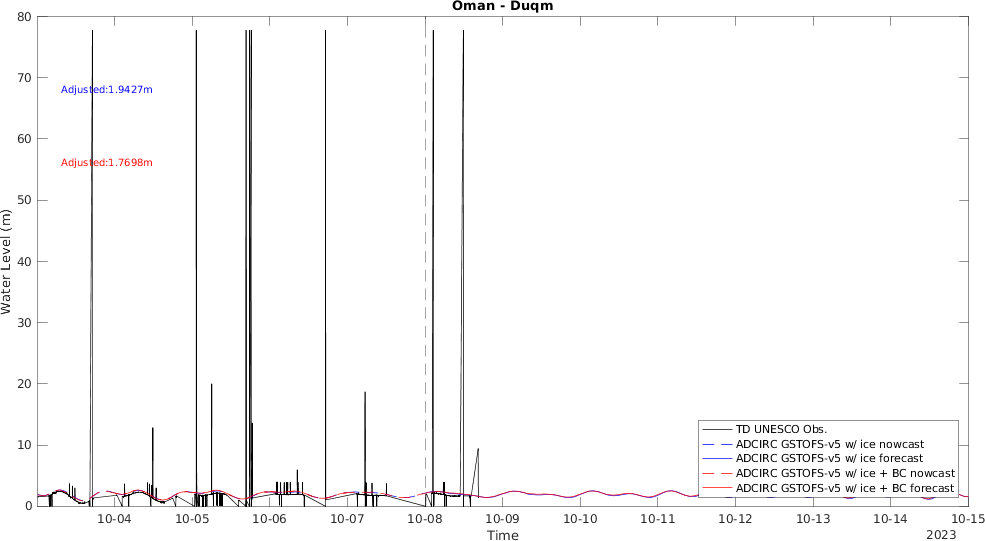 Oman - Duqm
80
70
60
50
40
30
20
10
0
Water Level (m)
Adjusted:1.9427m
Adjusted:1.7698m
TD UNESCO Obs.
ADCIRC GSTOFS-v5 w/ ice nowcast
ADCIRC GSTOFS-v5 w/ ice forecast
ADCIRC GSTOFS-v5 w/ ice + BC nowcast
ADCIRC GSTOFS-v5 w/ ice + BC forecast
10-04 10-05 10-06 10-07 10-08 10-09 10-10 10-11 10-12 10-13 10-14 10-15
Time
2023